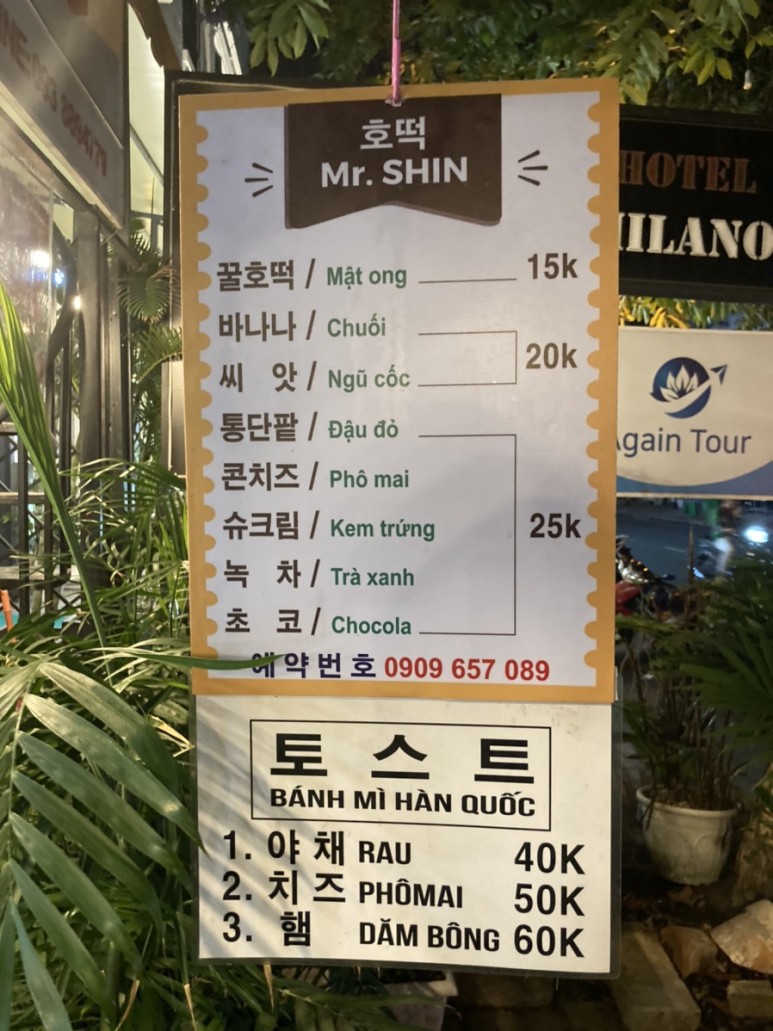 호떡
Mr. SHIN
꿀호떡 / Mật ong 15k
바나나 / Chuối
20k
씨 앗 / Ngũ cốc
통단팥 / Đậu đỏ
콘치즈 / Phô mai
슈크림 / Kem trứng 25k
녹 차 / Trà xanh
초 코 / Chocola
예약번호 0909 657 089
토스트
BÁNH MÌ HÀN QUỐC
1. 야채 RAU 40K
2. 치즈 PHÔMAI 50K
3. 햄 DĂM BÔNG 60K
HOTEL
MILANO
Again Tour